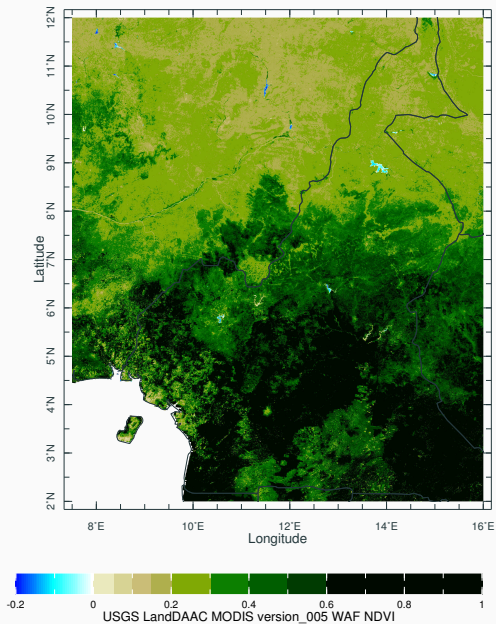 12°N
11°N
10°N
9°N
8°N
7°N
6°N
5°N
4°N
3°N
2°N
Latitude
8°E 10°E 12°E 14°E 16°E
Longitude
-0.2 0 0.2 0.4 0.6 0.8 1
USGS LandDAAC MODIS version_005 WAF NDVI